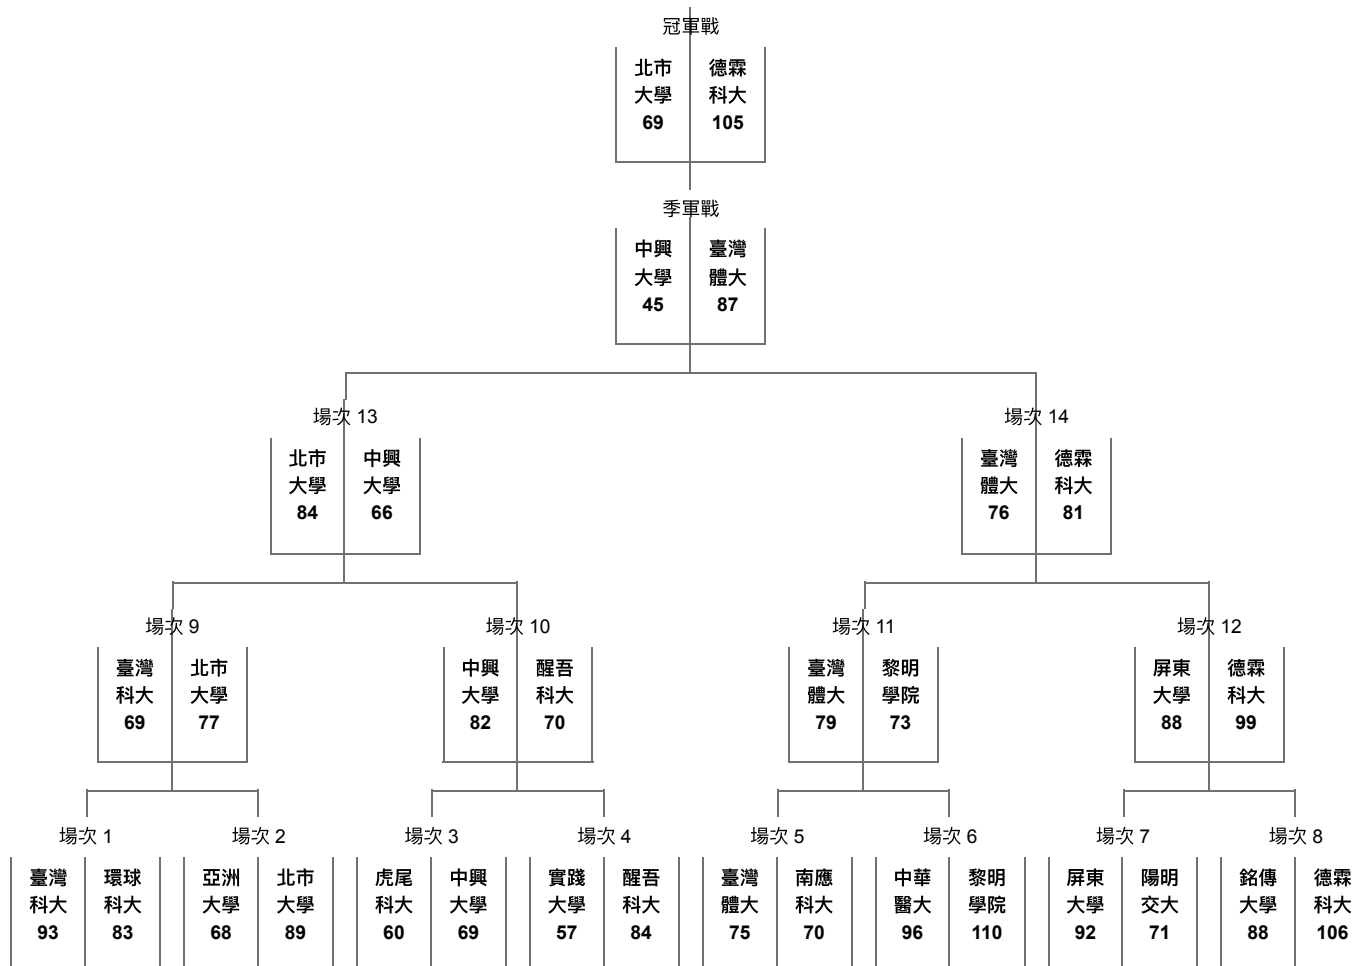 冠軍戰
北市 德霖
大學 科大
69 105
季軍戰
中興 臺灣
大學 體大
45 87
場次 13 場次 14
北市 中興 臺灣 德霖
大學 大學 體大 科大
84 66 76 81
場次 9 場次 10 場次 11 場次 12
臺灣 北市 中興 醒吾 臺灣 黎明 屏東 德霖
科大 大學 大學 科大 體大 學院 大學 科大
69 77 82 70 79 73 88 99
場次 1 場次 2 場次 3 場次 4 場次 5 場次 6 場次 7 場次 8
臺灣 環球 亞洲 北市 虎尾 中興 實踐 醒吾 臺灣 南應 中華 黎明 屏東 陽明 銘傳 德霖
科大 科大 大學 大學 科大 大學 大學 科大 體大 科大 醫大 學院 大學 交大 大學 科大
93 83 68 89 60 69 57 84 75 70 96 110 92 71 88 106